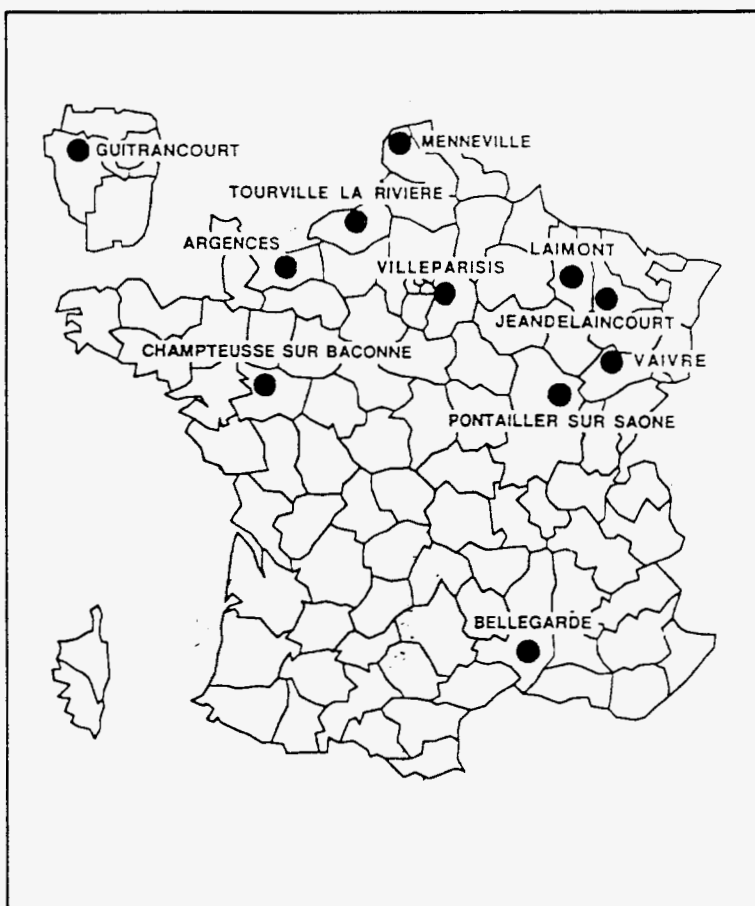 MENNEVILLE
GUITRANCOURT
TOURVILLE LA RIVIERE
ARGENCES
LAIMONT
VILLEPARISIS
JEANDELAINCOURT
CHAMPTEUSSE SUR BACONNE
VAIVRE
PONTAILLER SUR SAONE
BELLEGARDE